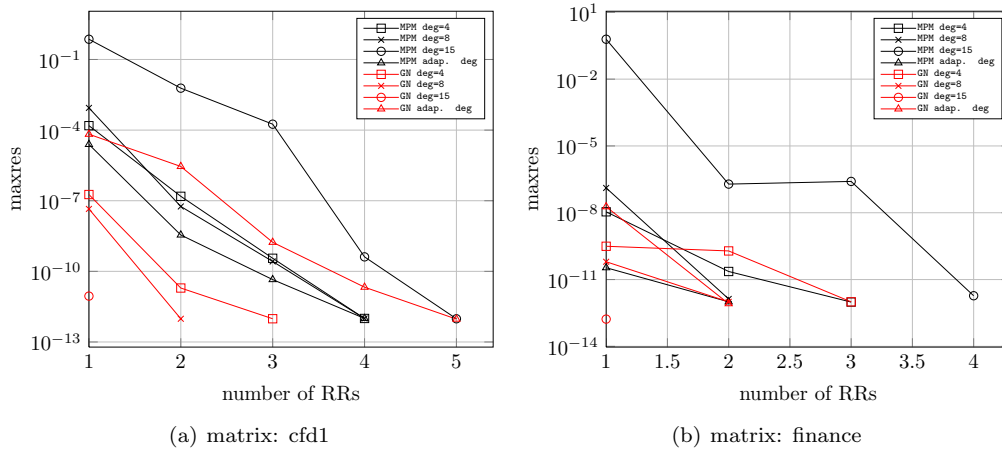 10^{-1}
10^{-4}
10^{-7}
10^{-10}
10^{-13}
maxres
1 2 3 4 5
number of RRs
MPM deg=4
MPM deg=8
MPM deg=15
MPM adap. deg
GN deg=4
GN deg=8
GN deg=15
GN adap. deg
(a) matrix: cfd1
10^{1}
10^{-2}
10^{-5}
10^{-8}
10^{-11}
10^{-14}
maxres
1 1.5 2 2.5 3 3.5 4
number of RRs
MPM deg=4
MPM deg=8
MPM deg=15
MPM adap. deg
GN deg=4
GN deg=8
GN deg=15
GN adap. deg
(b) matrix: finance